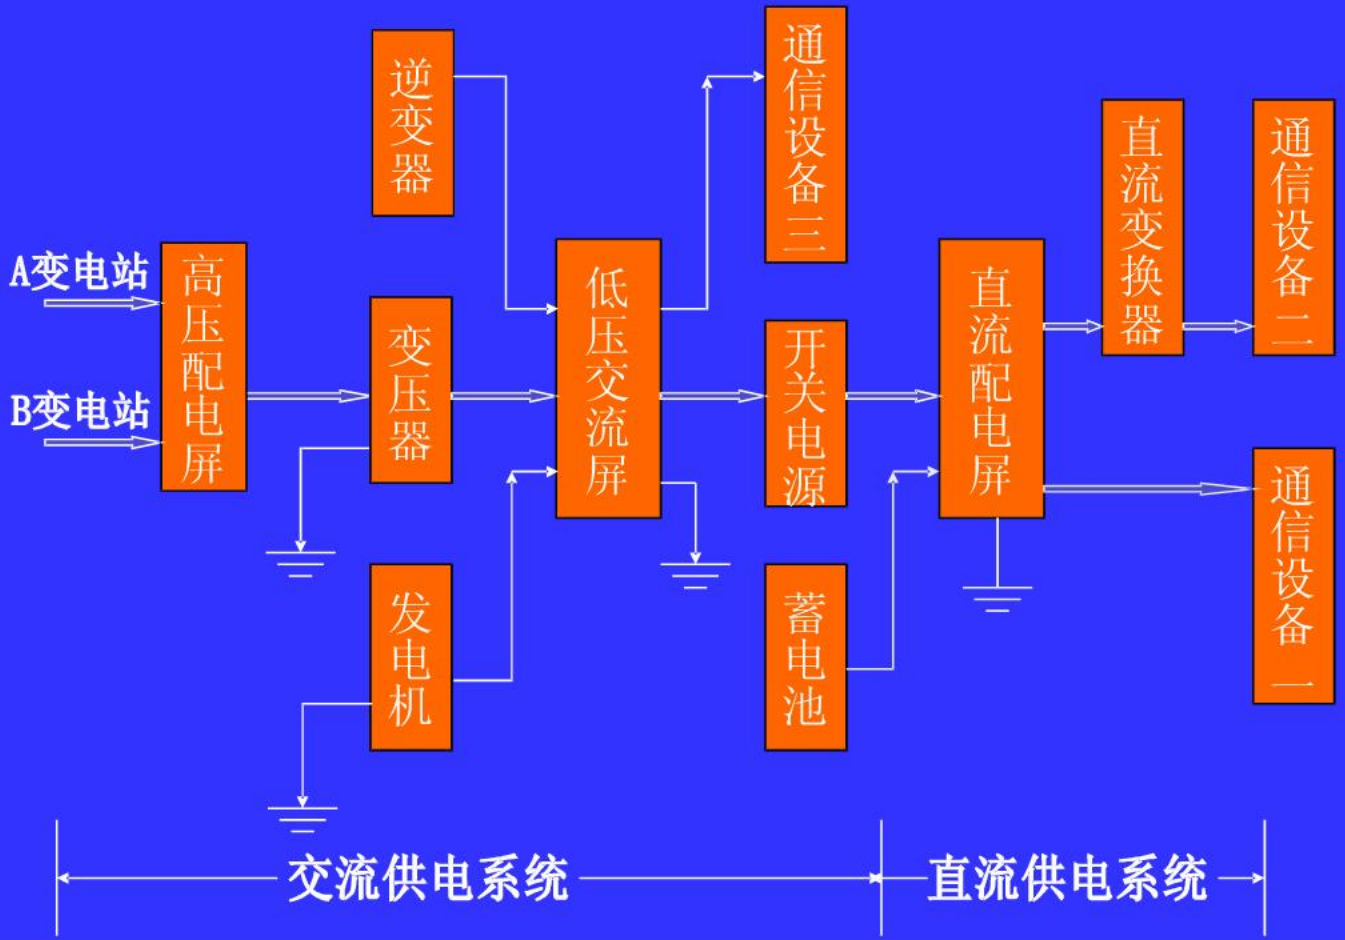 逆变器
通信设备三
直流变换器
通信设备二
A变电站
高压配电屏
低压交流屏
直流配电屏
变压器
开关电源
B变电站
通信设备一
发电机
蓄电池
交流供电系统
直流供电系统